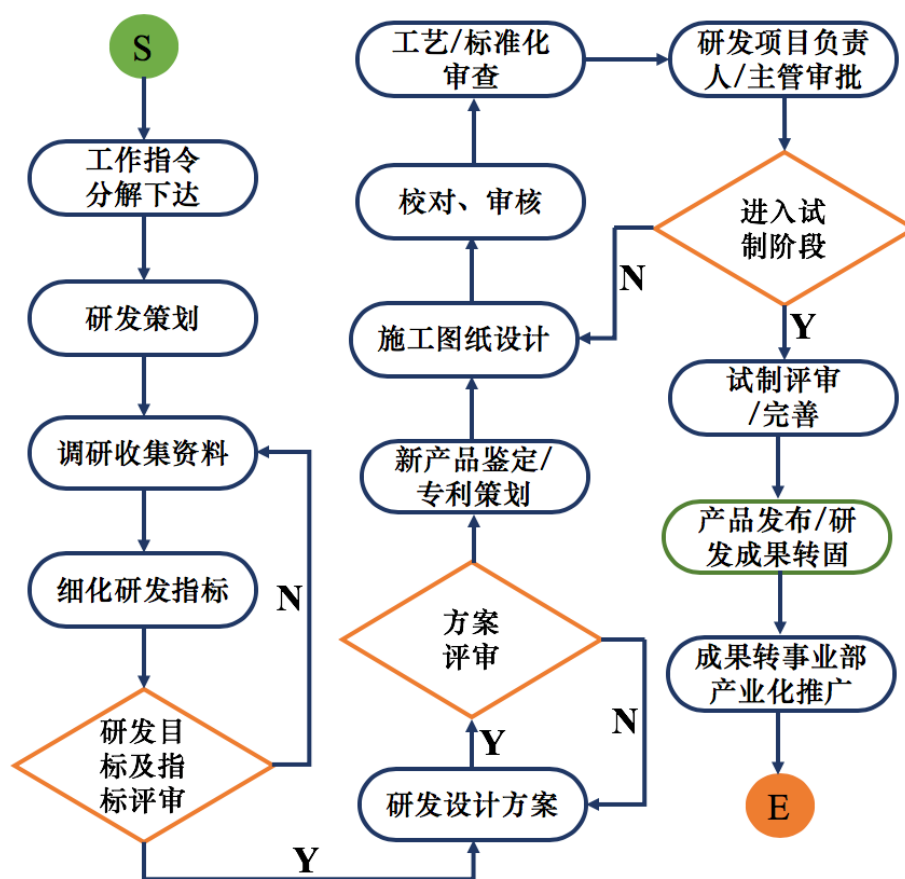 S
工作指令
分解下达
研发策划
调研收集资料
细化研发指标
N
研发目
标及指
标评审
Y
研发设计方案
Y
N
方案
评审
新产品鉴定/
专利策划
施工图纸设计
校对、审核
工艺/标准化
审查
研发项目负责
人/主管审批
进入试
制阶段
N
Y
试制评审
/完善
产品发布/研
发成果转固
成果转事业部
产业化推广
E